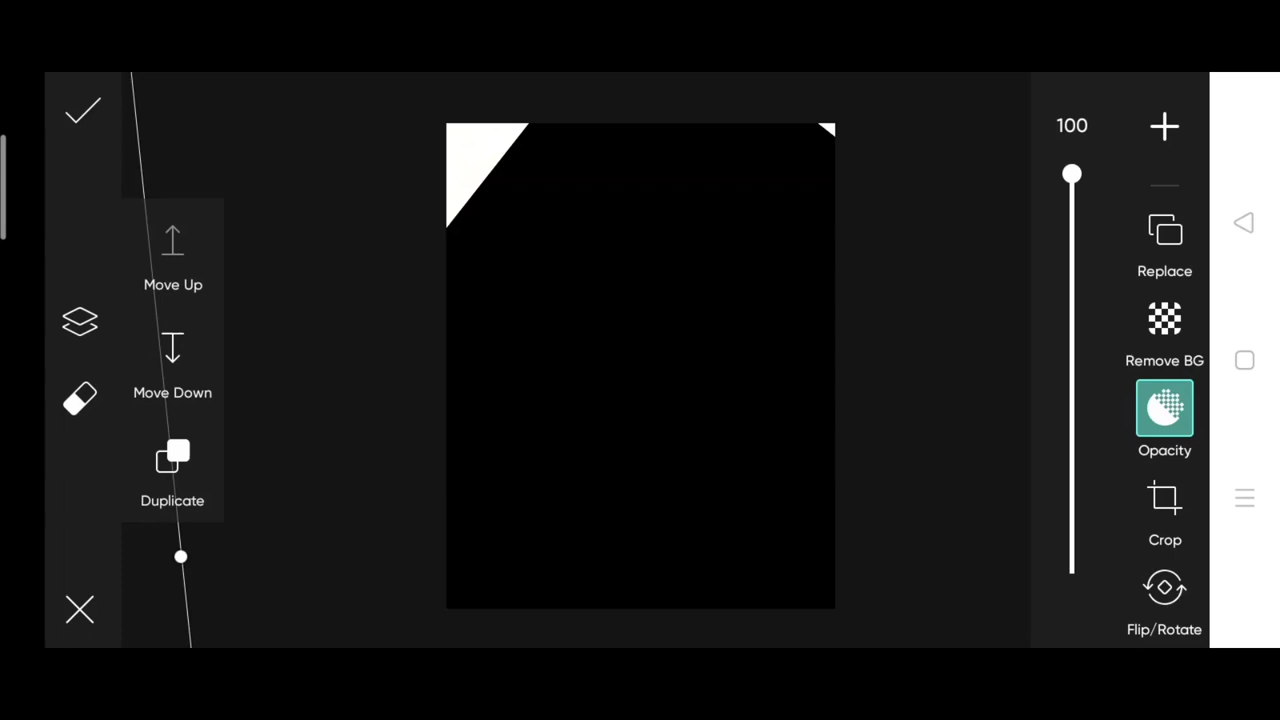 100
Move Up
Move Down
Duplicate
Replace
Remove BG
Opacity
Crop
Flip/Rotate